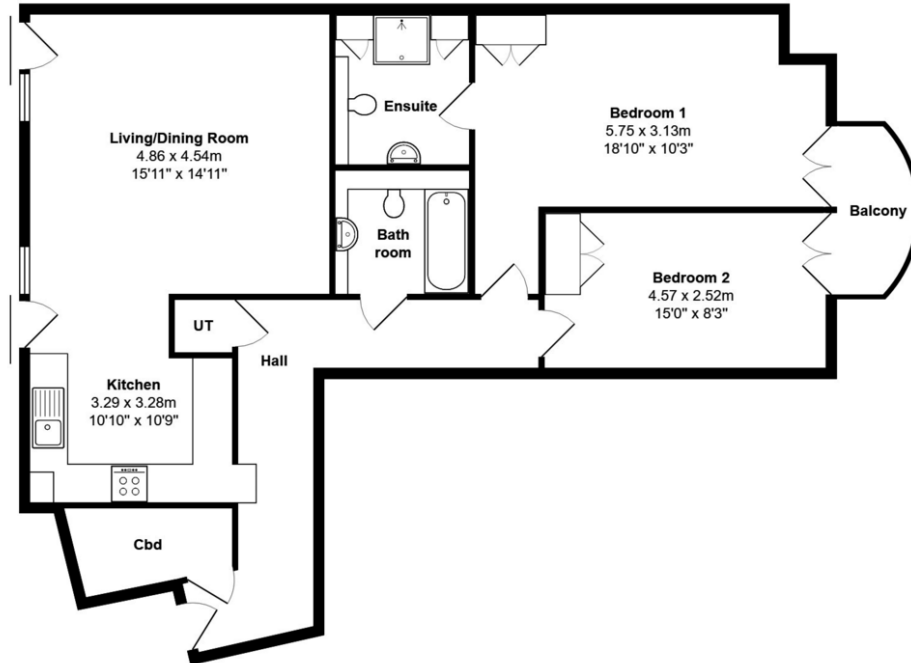 Living/Dining Room
4.86 x 4.54m
15'11" x 14'11"
Ensuite
Bedroom 1
5.75 x 3.13m
18'10" x 10'3"
Balcony
Bath
room
Bedroom 2
4.57 x 2.52m
15'0" x 8'3"
UT
Hall
Kitchen
3.29 x 3.28m
10'10" x 10'9"
Cbd